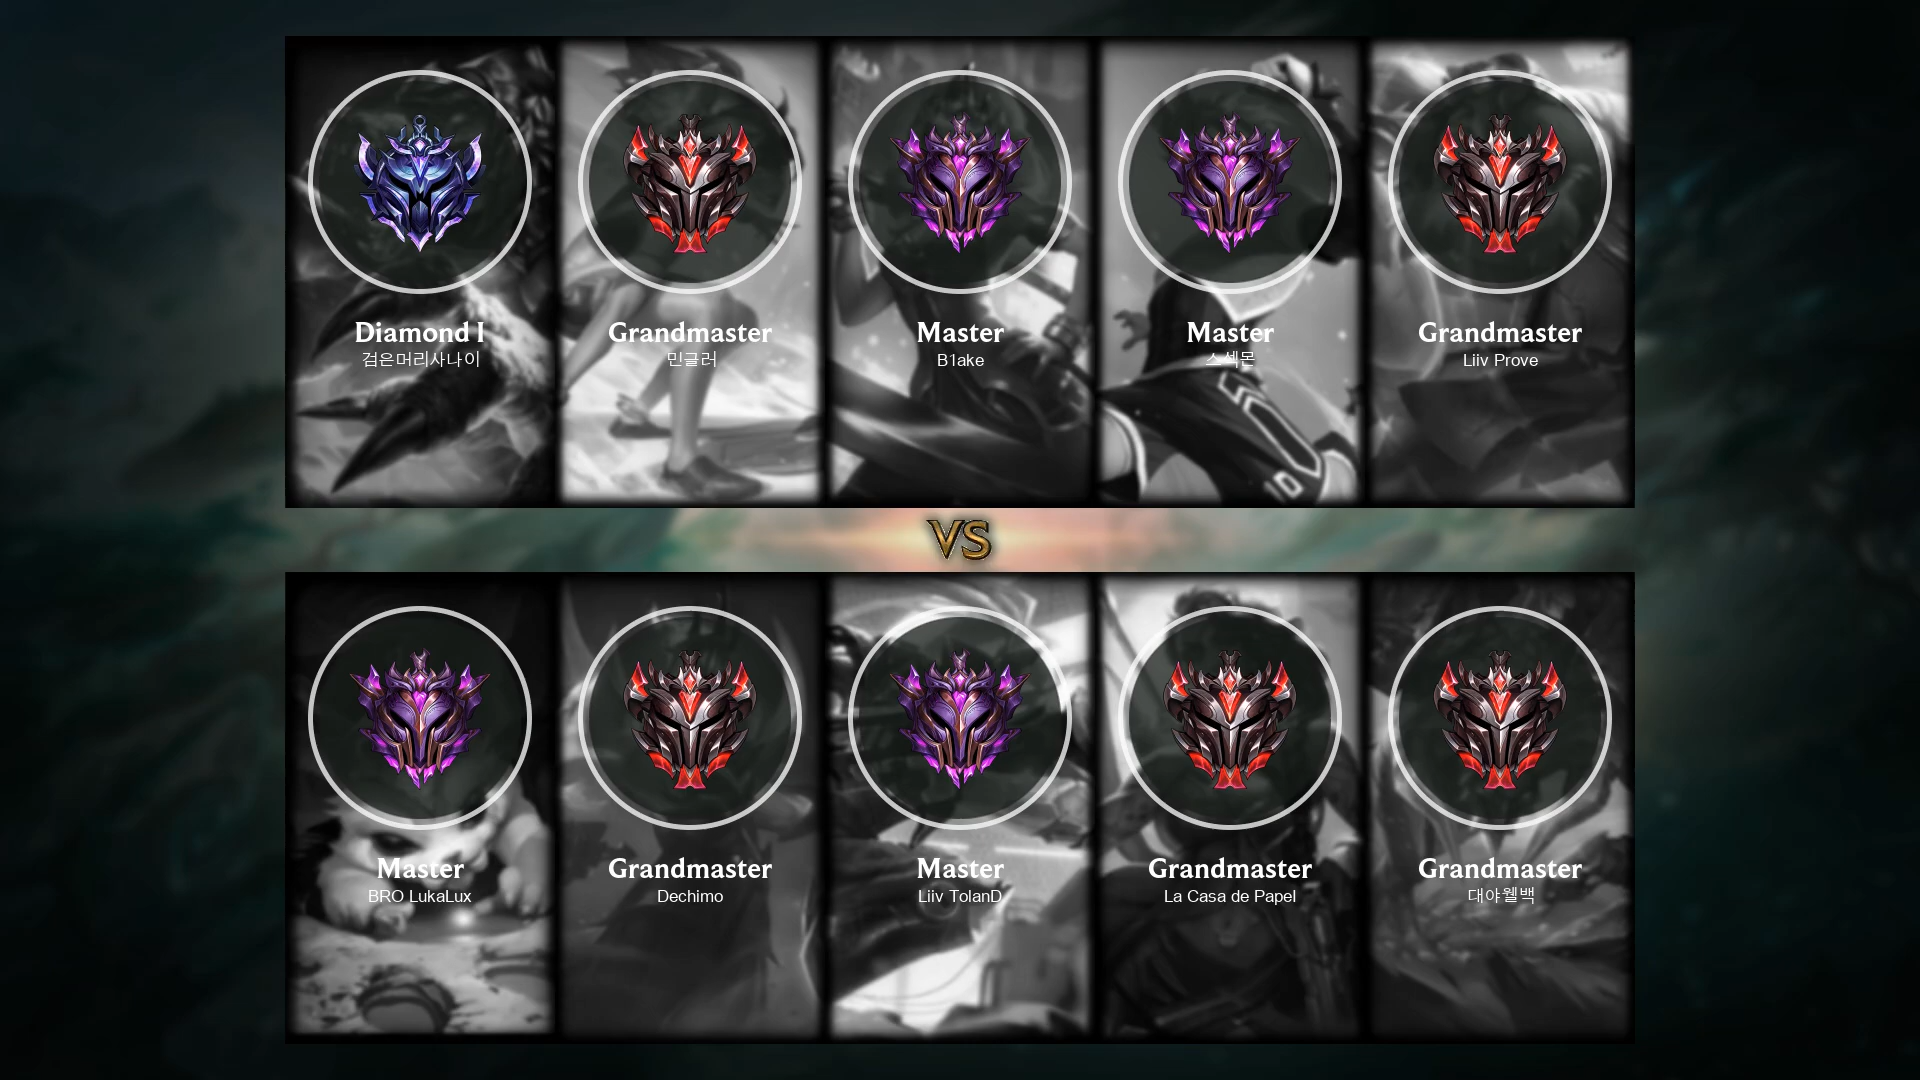 Diamond I
검은머리사나이
Grandmaster
민글러
Master
B1ake
Master
스섹몬
Grandmaster
Liiv Prove
10
VS
Master
BRO LukaLux
Grandmaster
Dechimo
Master
Liiv TolanD
Grandmaster
La Casa de Papel
Grandmaster
대야웰백